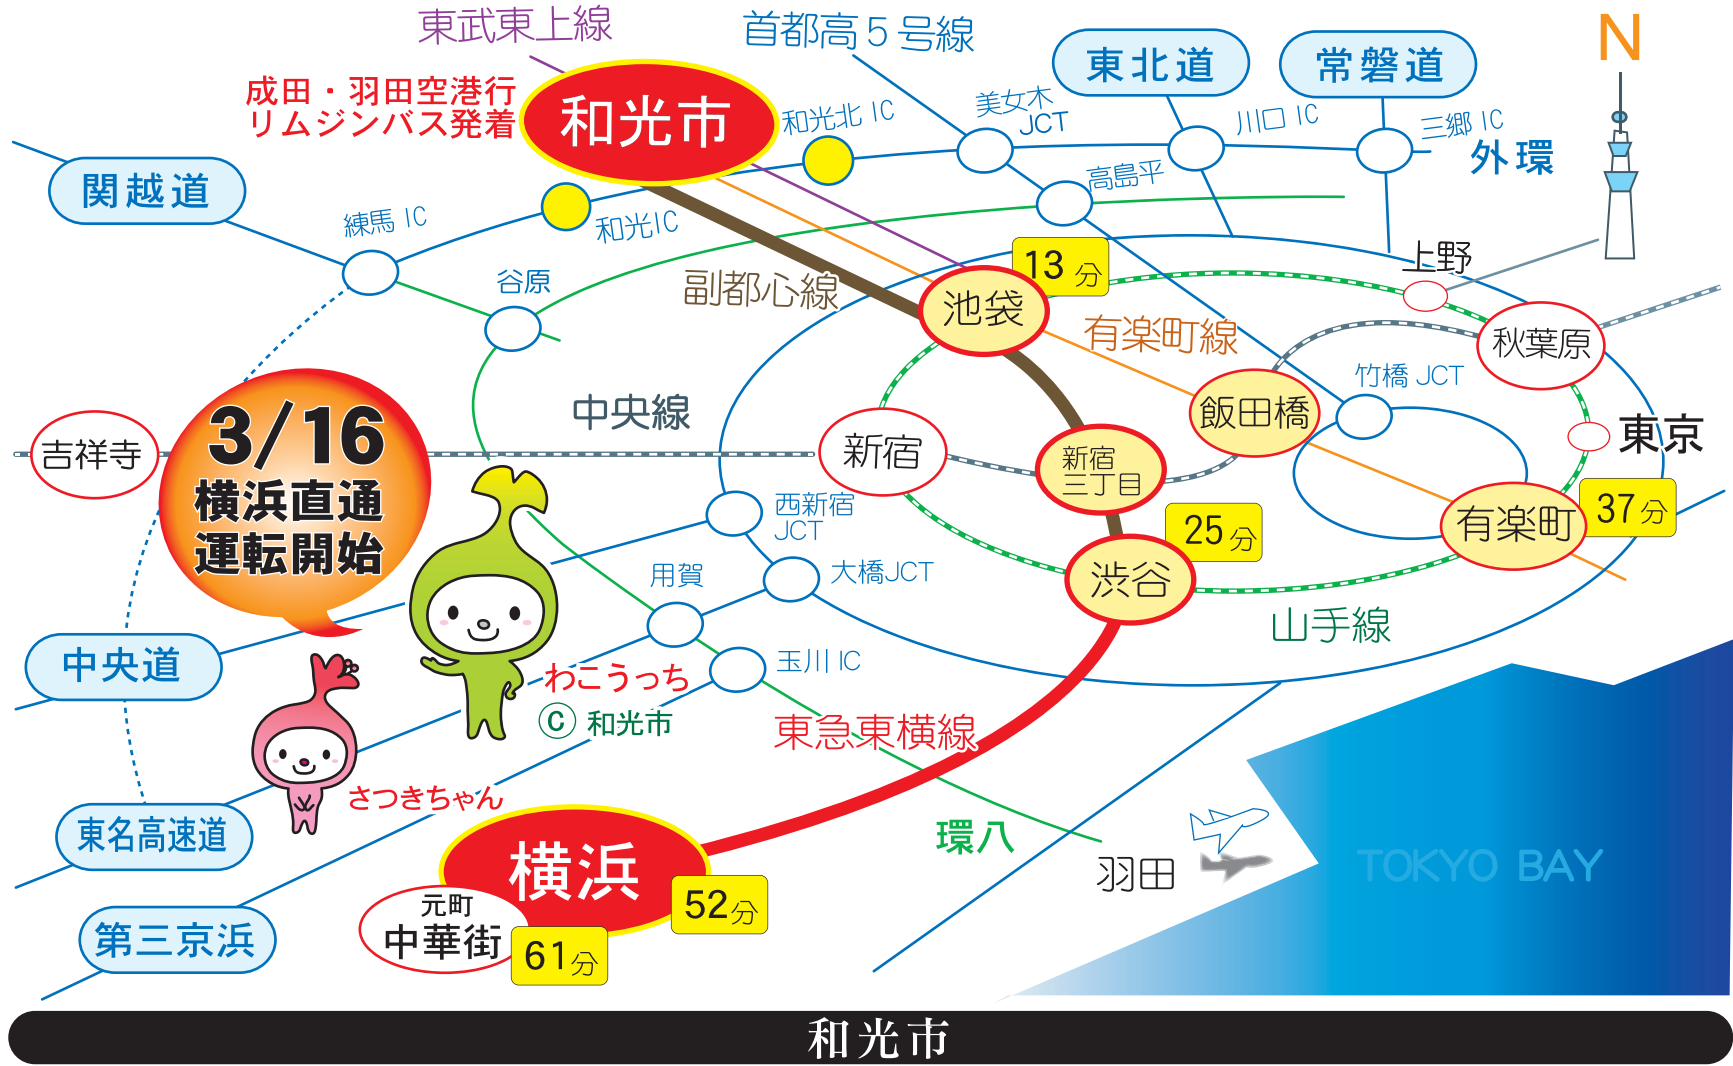 東武東上線
首都高5号線
N
東北道
常磐道
成田・羽田空港行
リムジンバス発着
和光市
和光北 IC
美女木
JCT
川口 IC
三郷 IC
外環
関越道
練馬 IC
和光IC
高島平
谷原
副都心線
池袋
13分
上野
有楽町線
秋葉原
竹橋 JCT
中央線
飯田橋
東京
吉祥寺
3/16
横浜直通
運転開始
新宿
新宿
三丁目
西新宿
JCT
25分
有楽町
37分
用賀
大橋JCT
渋谷
山手線
中央道
玉川 IC
わこうっち
© 和光市
東急東横線
さつきちゃん
東名高速道
環八
羽田
TOKYO BAY
横浜
52分
元町
中華街
61分
第三京浜
和光市